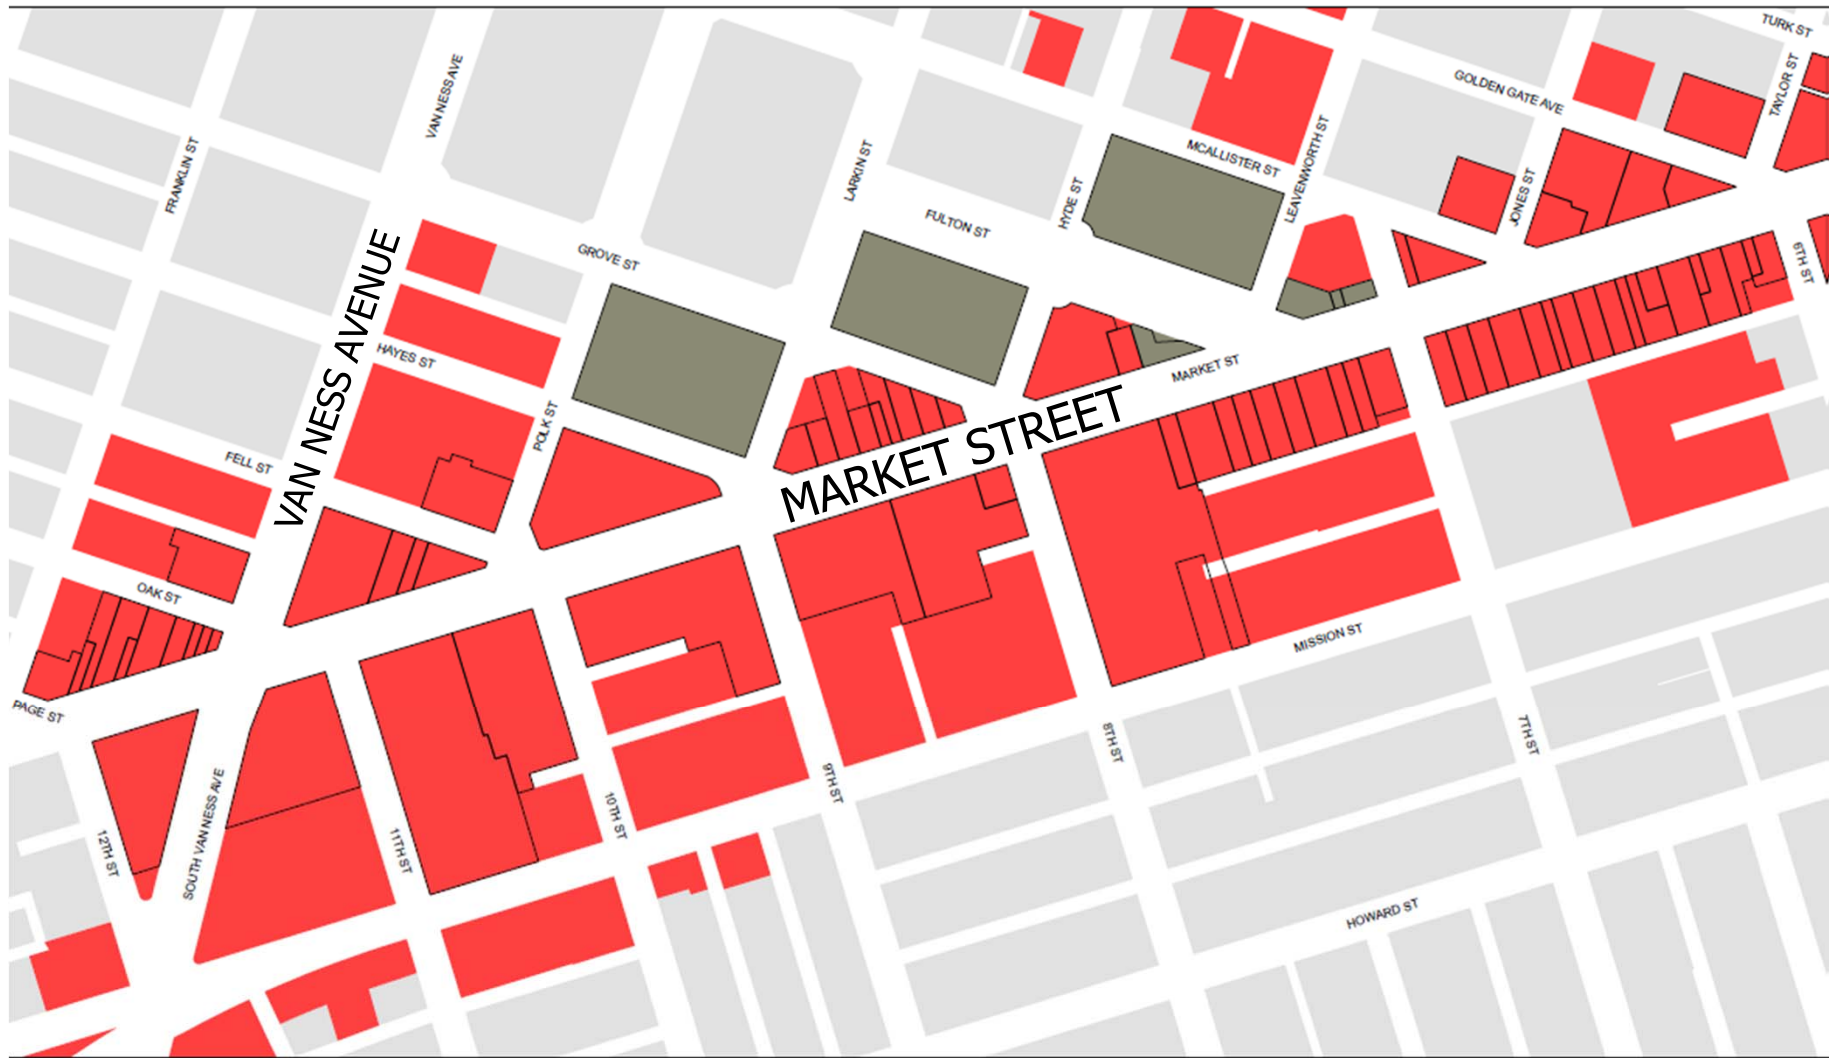 TURK ST
GOLDEN GATE AVE
TAYLOR ST
VAN NESS AVE
FRANKLIN ST
LARKIN ST
MCALLISTER ST
LEAVENWORTH ST
HYDE ST
JONES ST
FULTON ST
GROVE ST
6TH ST
VAN NESS AVENUE
HAYES ST
MARKET ST
POLK ST
MARKET STREET
FELL ST
OAK ST
PAGE ST
MISSION ST
7TH ST
8TH ST
9TH ST
10TH ST
11TH ST
12TH ST
SOUTH VAN NESS AVE
HOWARD ST